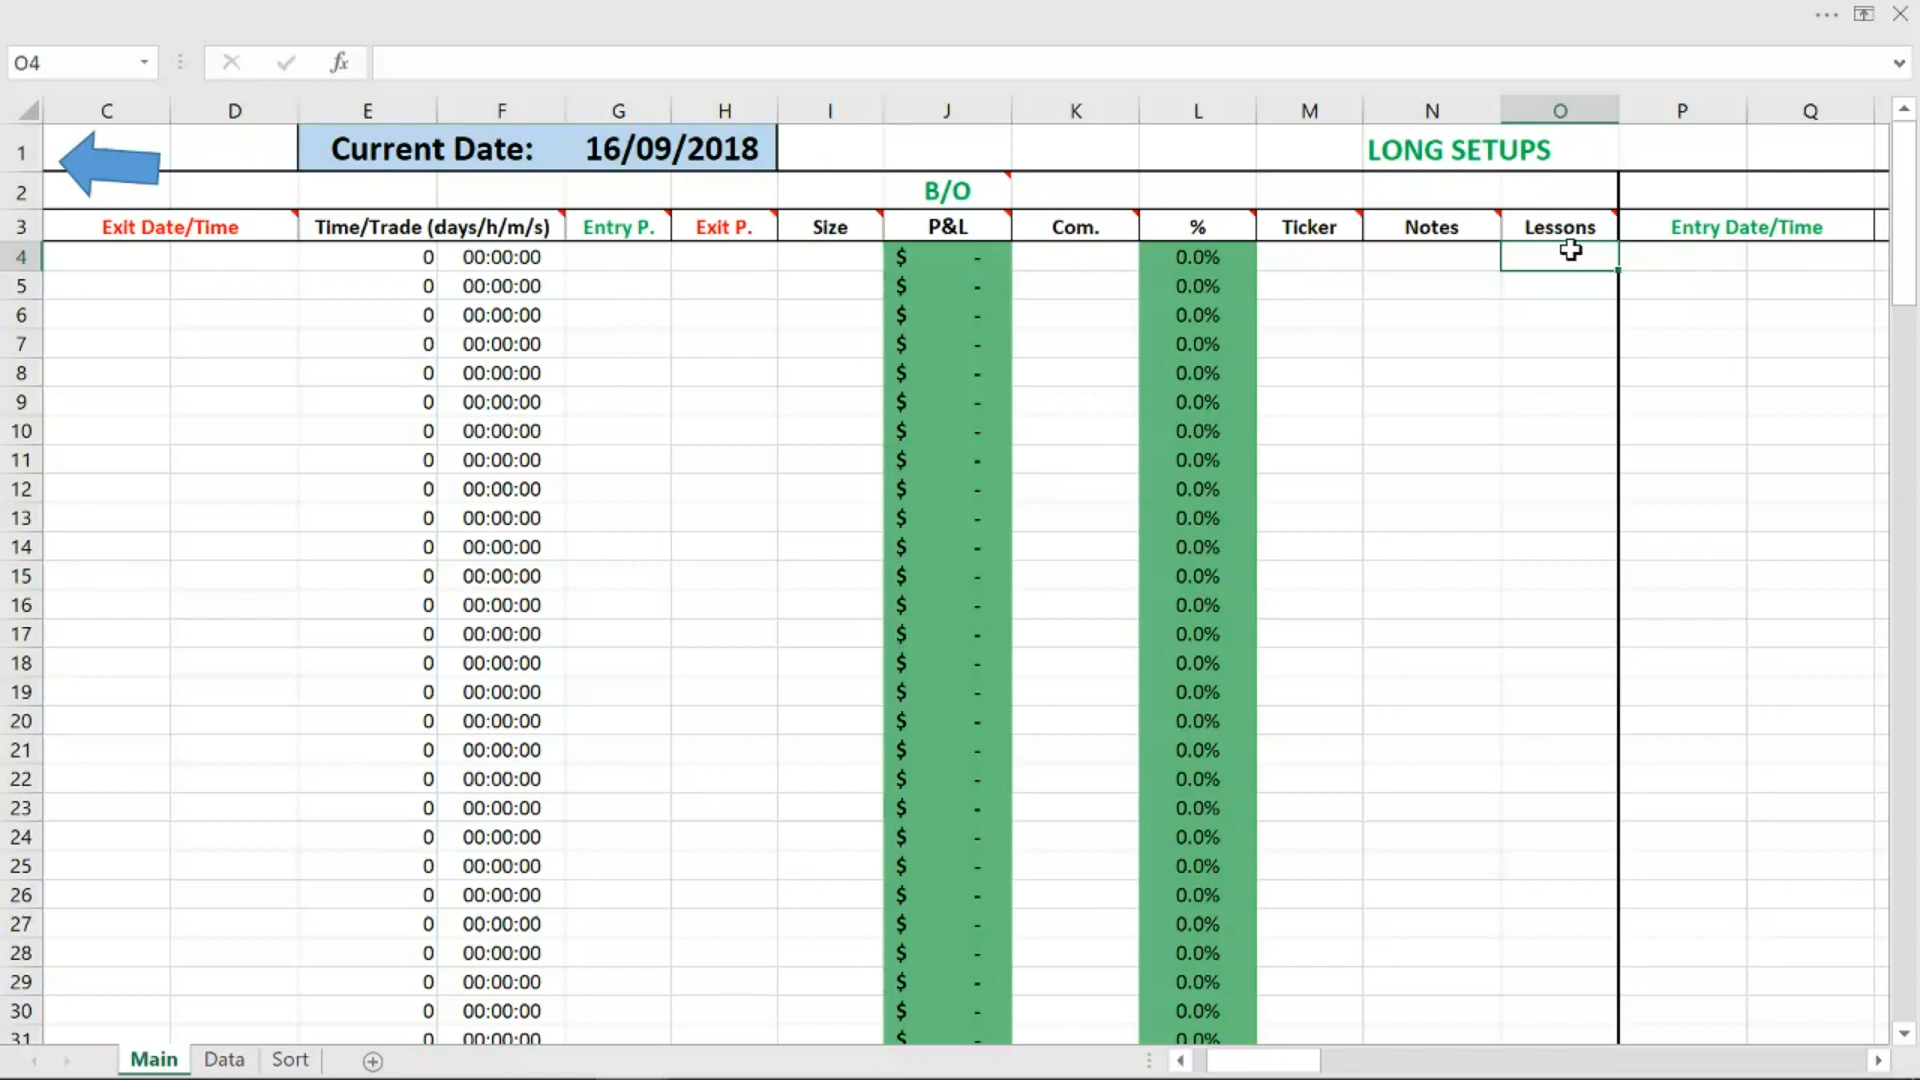 O4 fx
C D E F G H I J K L M N O P Q
1 Current Date: 16/09/2018 LONG SETUPS
2 B/O
3 Exit Date/Time Time/Trade (days/h/m/s) Entry P. Exit P. Size P&L Com. % Ticker Notes Lessons Entry Date/Time
4 0 00:00:00 $ - 0.0%
5 0 00:00:00 $ - 0.0%
6 0 00:00:00 $ - 0.0%
7 0 00:00:00 $ - 0.0%
8 0 00:00:00 $ - 0.0%
9 0 00:00:00 $ - 0.0%
10 0 00:00:00 $ - 0.0%
11 0 00:00:00 $ - 0.0%
12 0 00:00:00 $ - 0.0%
13 0 00:00:00 $ - 0.0%
14 0 00:00:00 $ - 0.0%
15 0 00:00:00 $ - 0.0%
16 0 00:00:00 $ - 0.0%
17 0 00:00:00 $ - 0.0%
18 0 00:00:00 $ - 0.0%
19 0 00:00:00 $ - 0.0%
20 0 00:00:00 $ - 0.0%
21 0 00:00:00 $ - 0.0%
22 0 00:00:00 $ - 0.0%
23 0 00:00:00 $ - 0.0%
24 0 00:00:00 $ - 0.0%
25 0 00:00:00 $ - 0.0%
26 0 00:00:00 $ - 0.0%
27 0 00:00:00 $ - 0.0%
28 0 00:00:00 $ - 0.0%
29 0 00:00:00 $ - 0.0%
30 0 00:00:00 $ - 0.0%
31 0 00:00:00 $ - 0.0%
Main Data Sort